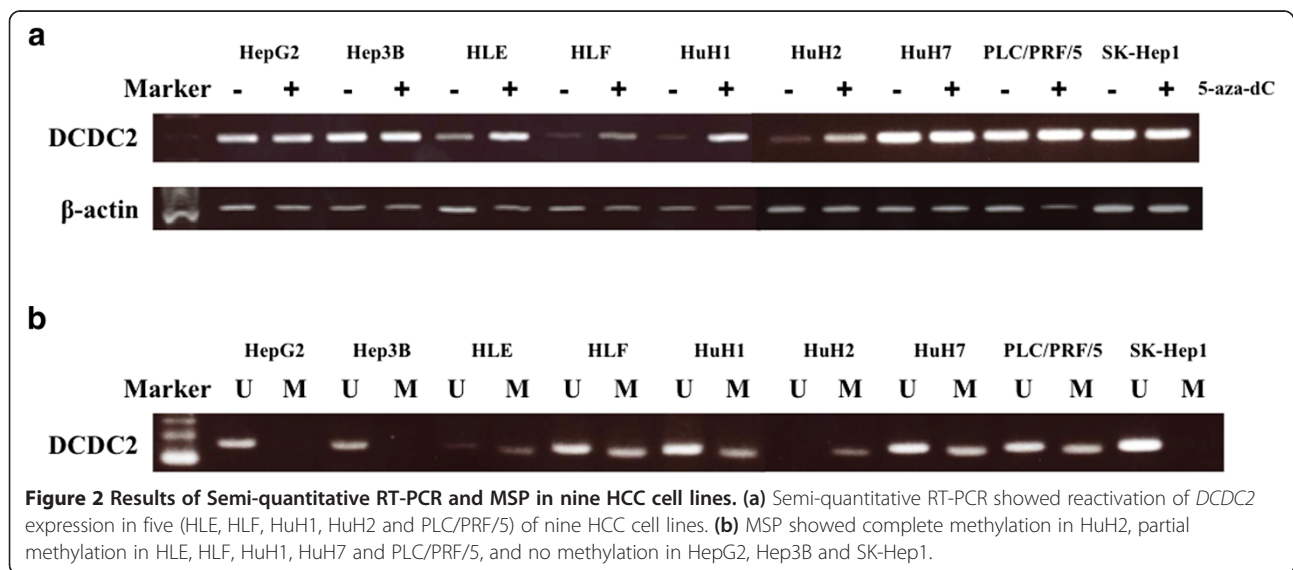 a
HepG2 Hep3B HLE HLF HuH1 HuH2 HuH7 PLC/PRF/5 SK-Hep1
Marker - + - + - + - + - + - + - + - + - + 5-aza-dC
DCDC2
β-actin
b
HepG2 Hep3B HLE HLF HuH1 HuH2 HuH7 PLC/PRF/5 SK-Hep1
Marker U M U M U M U M U M U M U M U M U M
DCDC2
Figure 2 Results of Semi-quantitative RT-PCR and MSP in nine HCC cell lines. (a) Semi-quantitative RT-PCR showed reactivation of DCDC2
expression in five (HLE, HLF, HuH1, HuH2 and PLC/PRF/5) of nine HCC cell lines. (b) MSP showed complete methylation in HuH2, partial
methylation in HLE, HLF, HuH1, HuH7 and PLC/PRF/5, and no methylation in HepG2, Hep3B and SK-Hep1.